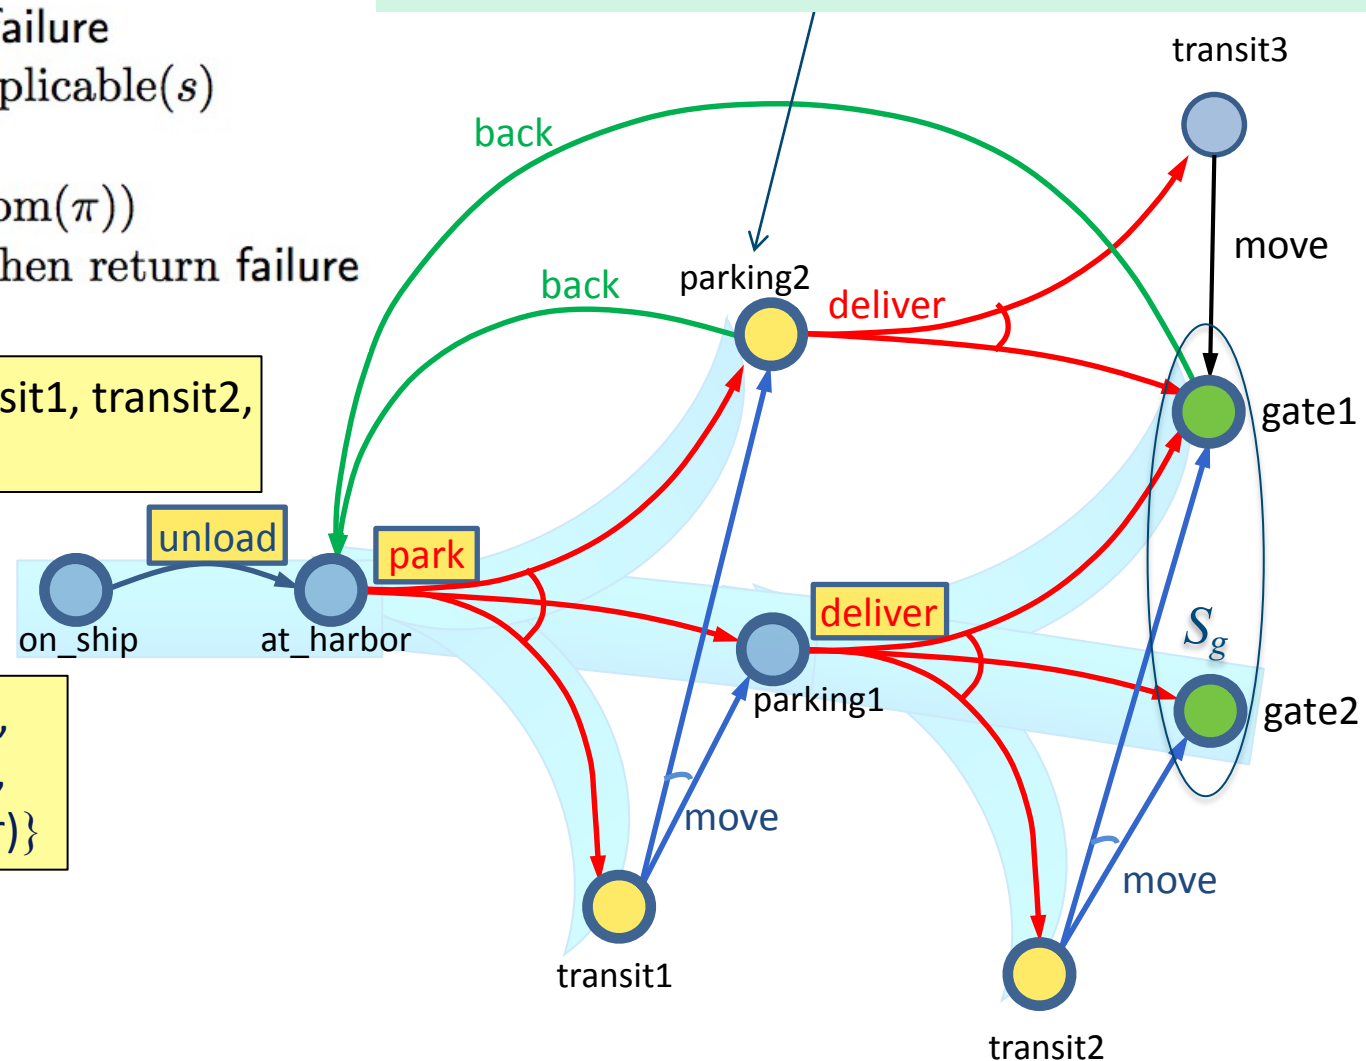 failure
plicable(s)
om(π))
hen return failure
sit1, transit2,
r)}
transit3
back
move
back
parking2
deliver
gate1
unload
park
deliver
on_ship
at_harbor
S_g
parking1
gate2
move
move
transit1
transit2